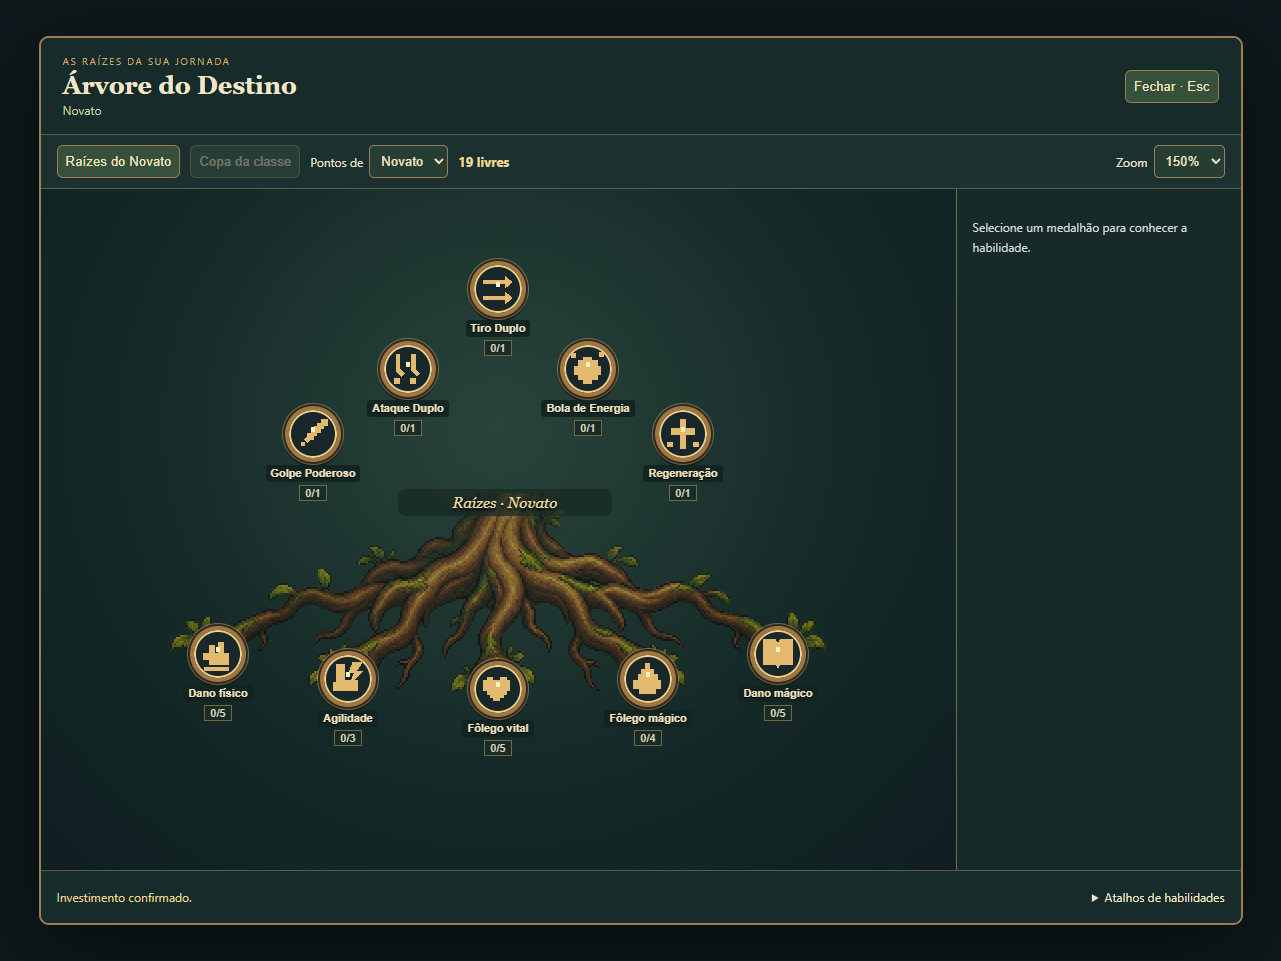 AS RAÍZES DA SUA JORNADA
Árvore do Destino
Novato
Fechar · Esc
Raízes do Novato
Copa da classe
Pontos de
Novato
19 livres
Zoom
150%
Selecione um medalhão para conhecer a
habilidade.
Tiro Duplo
0/1
Ataque Duplo
0/1
Bola de Energia
0/1
Golpe Poderoso
0/1
Regeneração
0/1
Raízes · Novato
Dano físico
0/5
Agilidade
0/3
Fôlego vital
0/5
Fôlego mágico
0/4
Dano mágico
0/5
Investimento confirmado.
Atalhos de habilidades